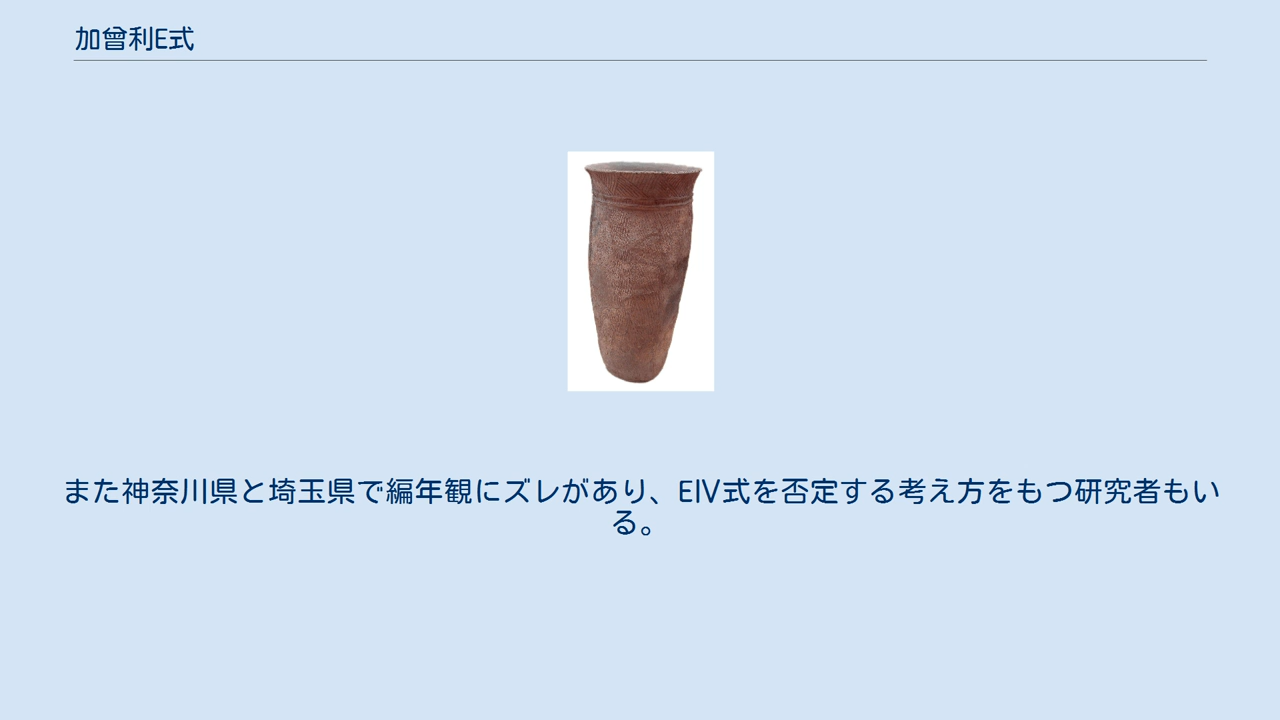 加曾利E式
また神奈川県と埼玉県で編年観にズレがあり、EIV式を否定する考え方をもつ研究者もい
る。